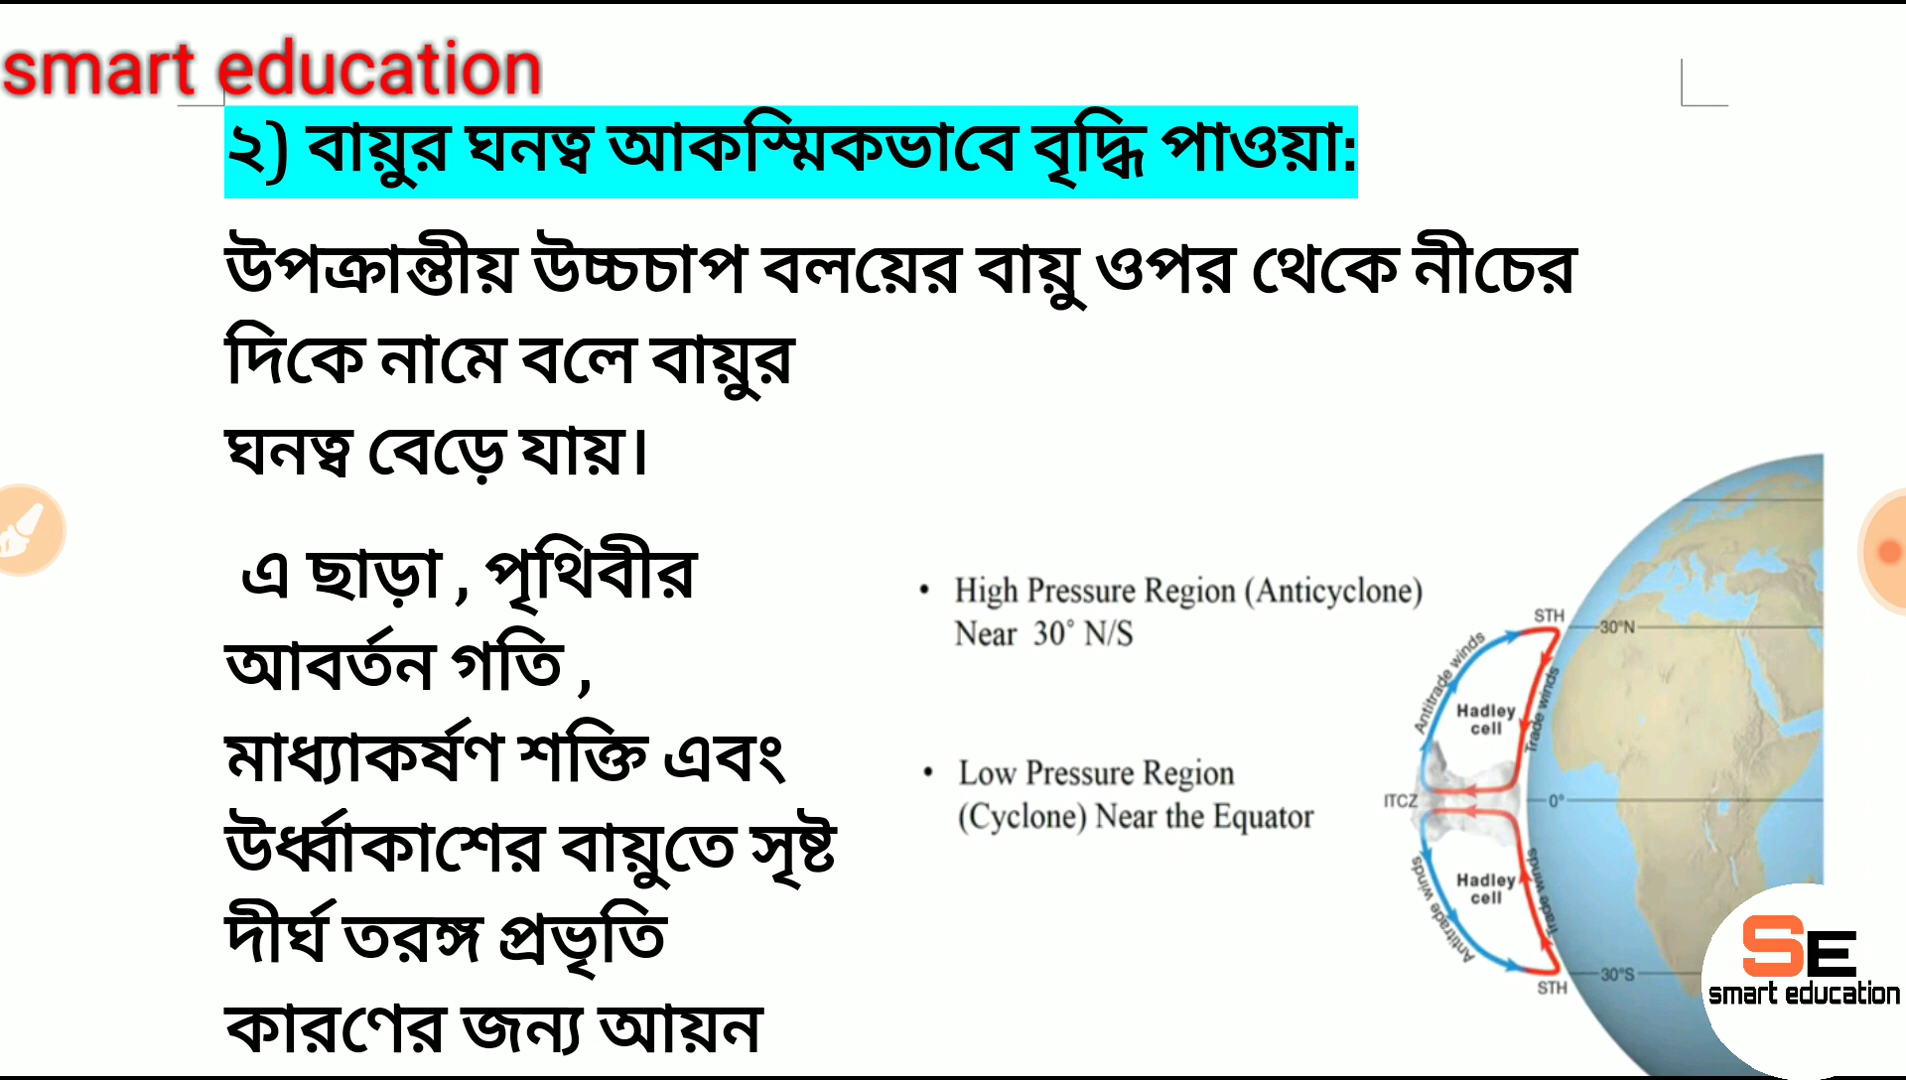 smart education
২) বায়ুর ঘনত্ব আকস্মিকভাবে বৃদ্ধি পাওয়া:
উপক্রান্তীয় উচ্চচাপ বলয়ের বায়ু ওপর থেকে নীচের
দিকে নামে বলে বায়ুর
ঘনত্ব বেড়ে যায়।
এ ছাড়া , পৃথিবীর
আবর্তন গতি ,
মাধ্যাকর্ষণ শক্তি এবং
উর্ধ্বাকাশের বায়ুতে সৃষ্ট
দীর্ঘ তরঙ্গ প্রভৃতি
কারণের জন্য আয়ন
• High Pressure Region (Anticyclone)
Near 30° N/S
• Low Pressure Region
(Cyclone) Near the Equator
STH
30°N
Antitrade winds
Trade winds
Hadley
cell
ITCZ
0°
Hadley
cell
Antitrade winds
Trade winds
30°S
STH
SE
smart education